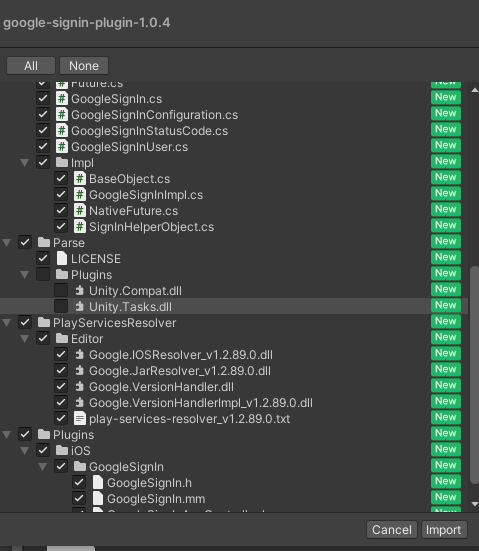 google-signin-plugin-1.0.4
All None
Future.cs New
GoogleSignIn.cs New
GoogleSignInConfiguration.cs New
GoogleSignInStatusCode.cs New
GoogleSignInUser.cs New
Impl New
BaseObject.cs New
GoogleSignInImpl.cs New
NativeFuture.cs New
SignInHelperObject.cs New
Parse New
LICENSE New
Plugins New
Unity.Compat.dll New
Unity.Tasks.dll New
PlayServicesResolver New
Editor New
Google.IOSResolver_v1.2.89.0.dll New
Google.JarResolver_v1.2.89.0.dll New
Google.VersionHandler.dll New
Google.VersionHandlerImpl_v1.2.89.0.dll New
play-services-resolver_v1.2.89.0.txt New
Plugins New
iOS New
GoogleSignIn New
GoogleSignIn.h New
GoogleSignIn.mm New
Cancel Import